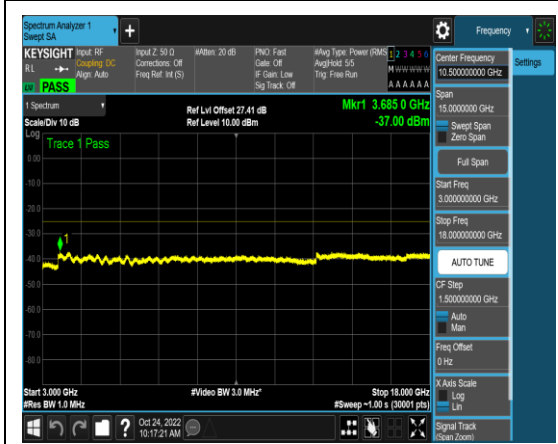 Spectrum Analyzer 1
Swept SA
Frequency
KEYSIGHT
RL
PASS
Input: RF
Coupling: DC
Align: Auto
Input Z: 50 Ω
Corrections: Off
Freq Ref: Int (S)
#Atten: 20 dB
PNO: Fast
Gate: Off
IF Gain: Low
Sig Track: Off
#Avg Type: Power (RMS
Avg|Hold: 5/5
Trig: Free Run
1 2 3 4 5 6
M W W W W W
A A A A A A
1 Spectrum
Scale/Div 10 dB
Ref Lvl Offset 27.41 dB
Ref Level 10.00 dBm
Mkr1 3.685 0 GHz
-37.00 dBm
Log
Trace 1 Pass
0.00
-10.0
-20.0
1
-30.0
-40.0
-50.0
-60.0
-70.0
-80.0
Start 3.000 GHz
#Res BW 1.0 MHz
#Video BW 3.0 MHz*
Stop 18.000 GHz
#Sweep ~1.00 s (30001 pts)
Oct 24, 2022
10:17:21 AM
Center Frequency
10.500000000 GHz
Settings
Span
15.0000000 GHz
Swept Span
Zero Span
Full Span
Start Freq
3.000000000 GHz
Stop Freq
18.000000000 GHz
AUTO TUNE
CF Step
1.500000000 GHz
Auto
Man
Freq Offset
0 Hz
X Axis Scale
Log
Lin
Signal Track
(Span Zoom)